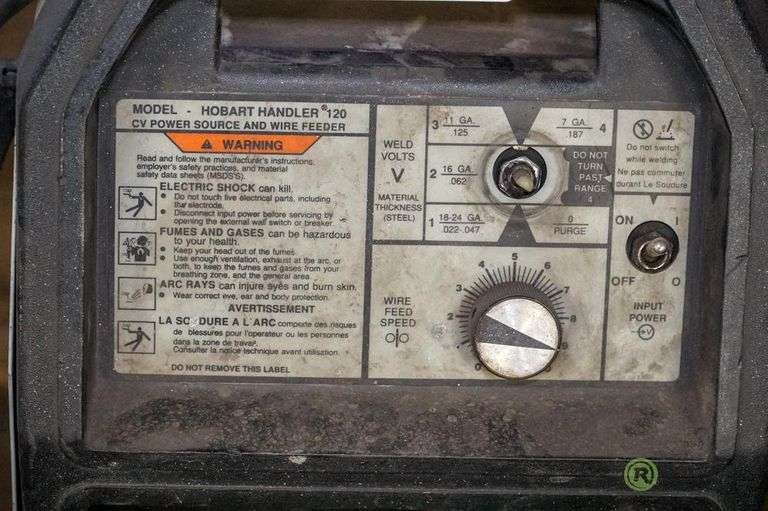 MODEL - HOBART HANDLER ® 120
CV POWER SOURCE AND WIRE FEEDER
WARNING
Read and follow the manufacturer's instructions,
employer's safety practices, and material
safety data sheets (MSDS'S).
ELECTRIC SHOCK can kill.
• Do not touch live electrical parts, including
the electrode.
• Disconnect input power before servicing by
opening the external wall switch or breaker.
FUMES AND GASES can be hazardous
to your health.
• Keep your head out of the fumes.
• Use enough ventilation, exhaust at the arc, or
both, to keep the fumes and gases from your
breathing zone, and the general area.
ARC RAYS can injure eyes and burn skin.
• Wear correct eye, ear and body protection.
AVERTISSEMENT
LA SO DURE A L'ARC comporte des risques
de blessures pour l'operateur ou les personnes
dans la zone de travail.
Consulter la notice technique avant utilisation.
DO NOT REMOVE THIS LABEL
WELD
VOLTS
V
MATERIAL
THICKNESS
(STEEL)
3 11 GA.
.125
7 GA. 4
.187
2 16 GA.
.062
DO NOT
TURN
PAST
RANGE
4
1 18-24 GA.
.022-.047
0
PURGE
WIRE
FEED
SPEED
2 3 4 5 6 7 8 9
0
Do not switch
while welding
Ne pas commuter
durant Le Soudure
ON I
OFF O
INPUT
POWER
V
R